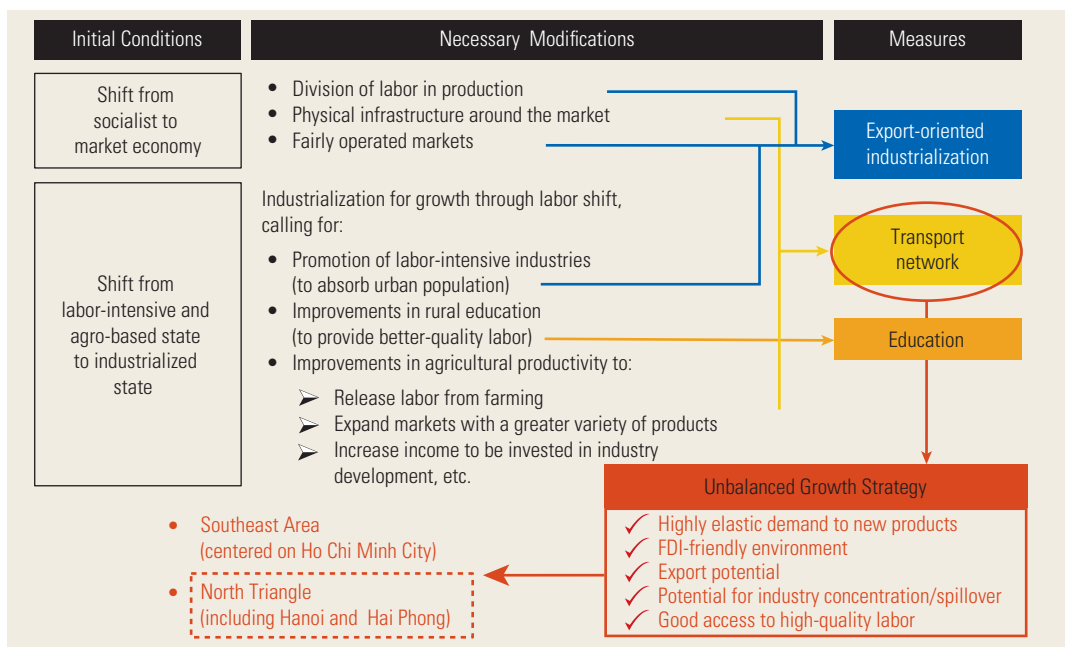 Initial Conditions
Necessary Modifications
Measures
Shift from
socialist to
market economy
• Division of labor in production
• Physical infrastructure around the market
• Fairly operated markets
Export-oriented
industrialization
Shift from
labor-intensive and
agro-based state
to industrialized
state
Industrialization for growth through labor shift,
calling for:
• Promotion of labor-intensive industries
(to absorb urban population)
• Improvements in rural education
(to provide better-quality labor)
• Improvements in agricultural productivity to:
➢ Release labor from farming
➢ Expand markets with a greater variety of products
➢ Increase income to be invested in industry
development, etc.
Transport
network
Education
Unbalanced Growth Strategy
✓ Highly elastic demand to new products
✓ FDI-friendly environment
✓ Export potential
✓ Potential for industry concentration/spillover
✓ Good access to high-quality labor
• Southeast Area
(centered on Ho Chi Minh City)
• North Triangle
(including Hanoi and Hai Phong)